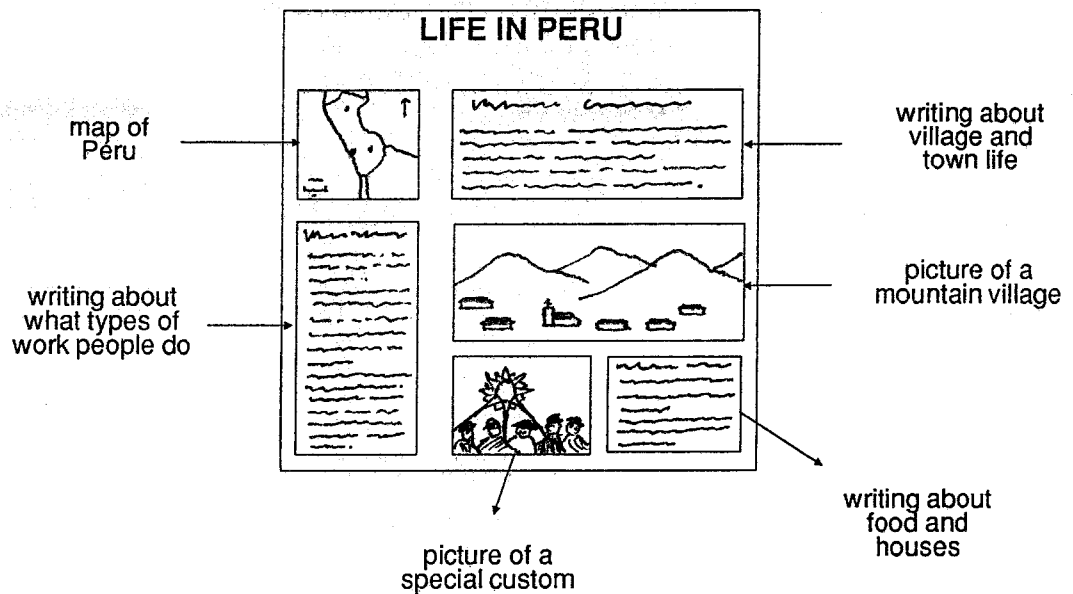 LIFE IN PERU
map of
Peru
writing about
village and
town life
picture of a
mountain village
writing about
what types of
work people do
writing about
food and
houses
picture of a
special custom